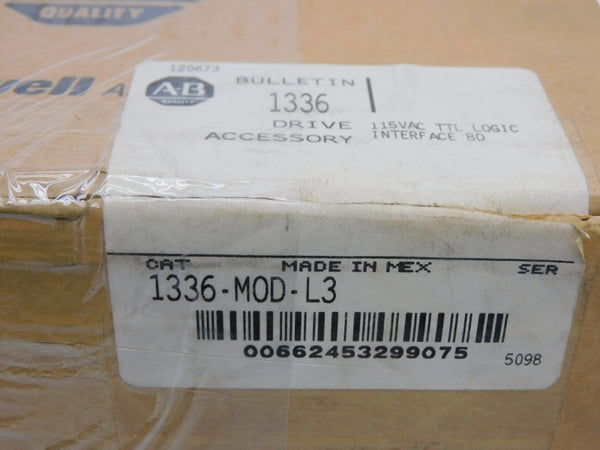 QUALITY
well A
120673
A-B
QUALITY
BULLETIN
1336
DRIVE
ACCESSORY
115VAC TTL LOGIC
INTERFACE BD
CAT MADE IN MEX SER
1336-MOD-L3
00662453299075
5098